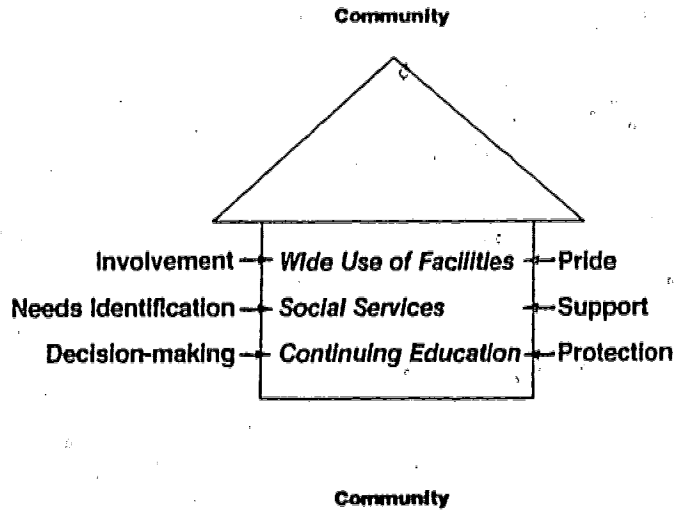 Community
Involvement Wide Use of Facilities Pride
Needs Identification Social Services Support
Decision-making Continuing Education Protection
Community